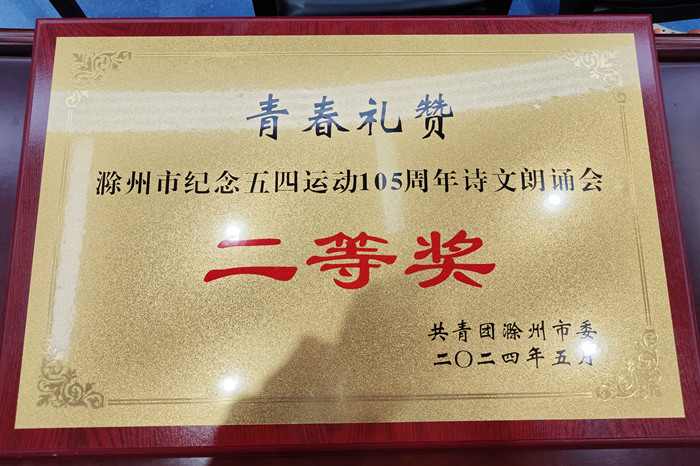 青春礼赞
滁州市纪念五四运动105周年诗文朗诵会
二等奖
共青团滁州市委
二〇二四年五月